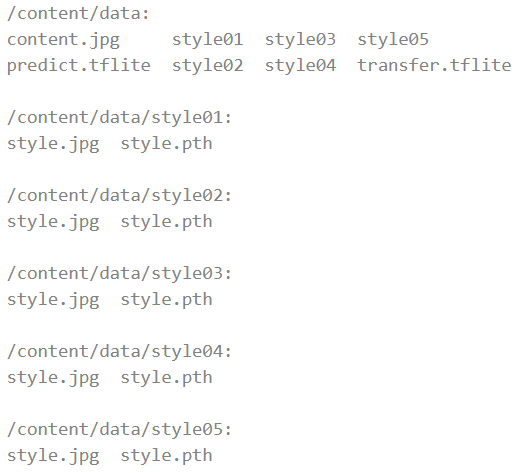 /content/data:
content.jpg     style01  style03  style05
predict.tflite  style02  style04  transfer.tflite

/content/data/style01:
style.jpg  style.pth

/content/data/style02:
style.jpg  style.pth

/content/data/style03:
style.jpg  style.pth

/content/data/style04:
style.jpg  style.pth

/content/data/style05:
style.jpg  style.pth